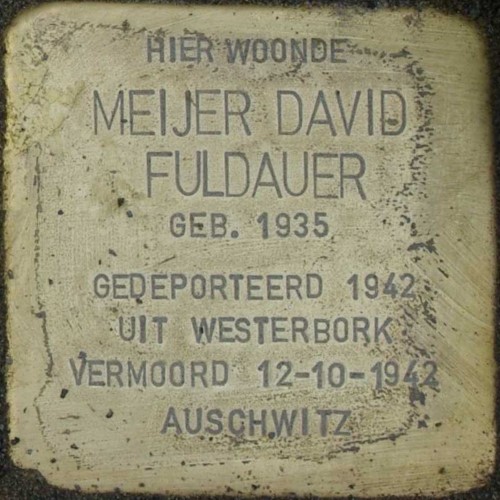 HIER WOONDE
MEIJER DAVID
FULDAUER
GEB. 1935
GEDEPORTEERD 1942
UIT WESTERBORK
VERMOORD 12-10-1942
AUSCHWITZ